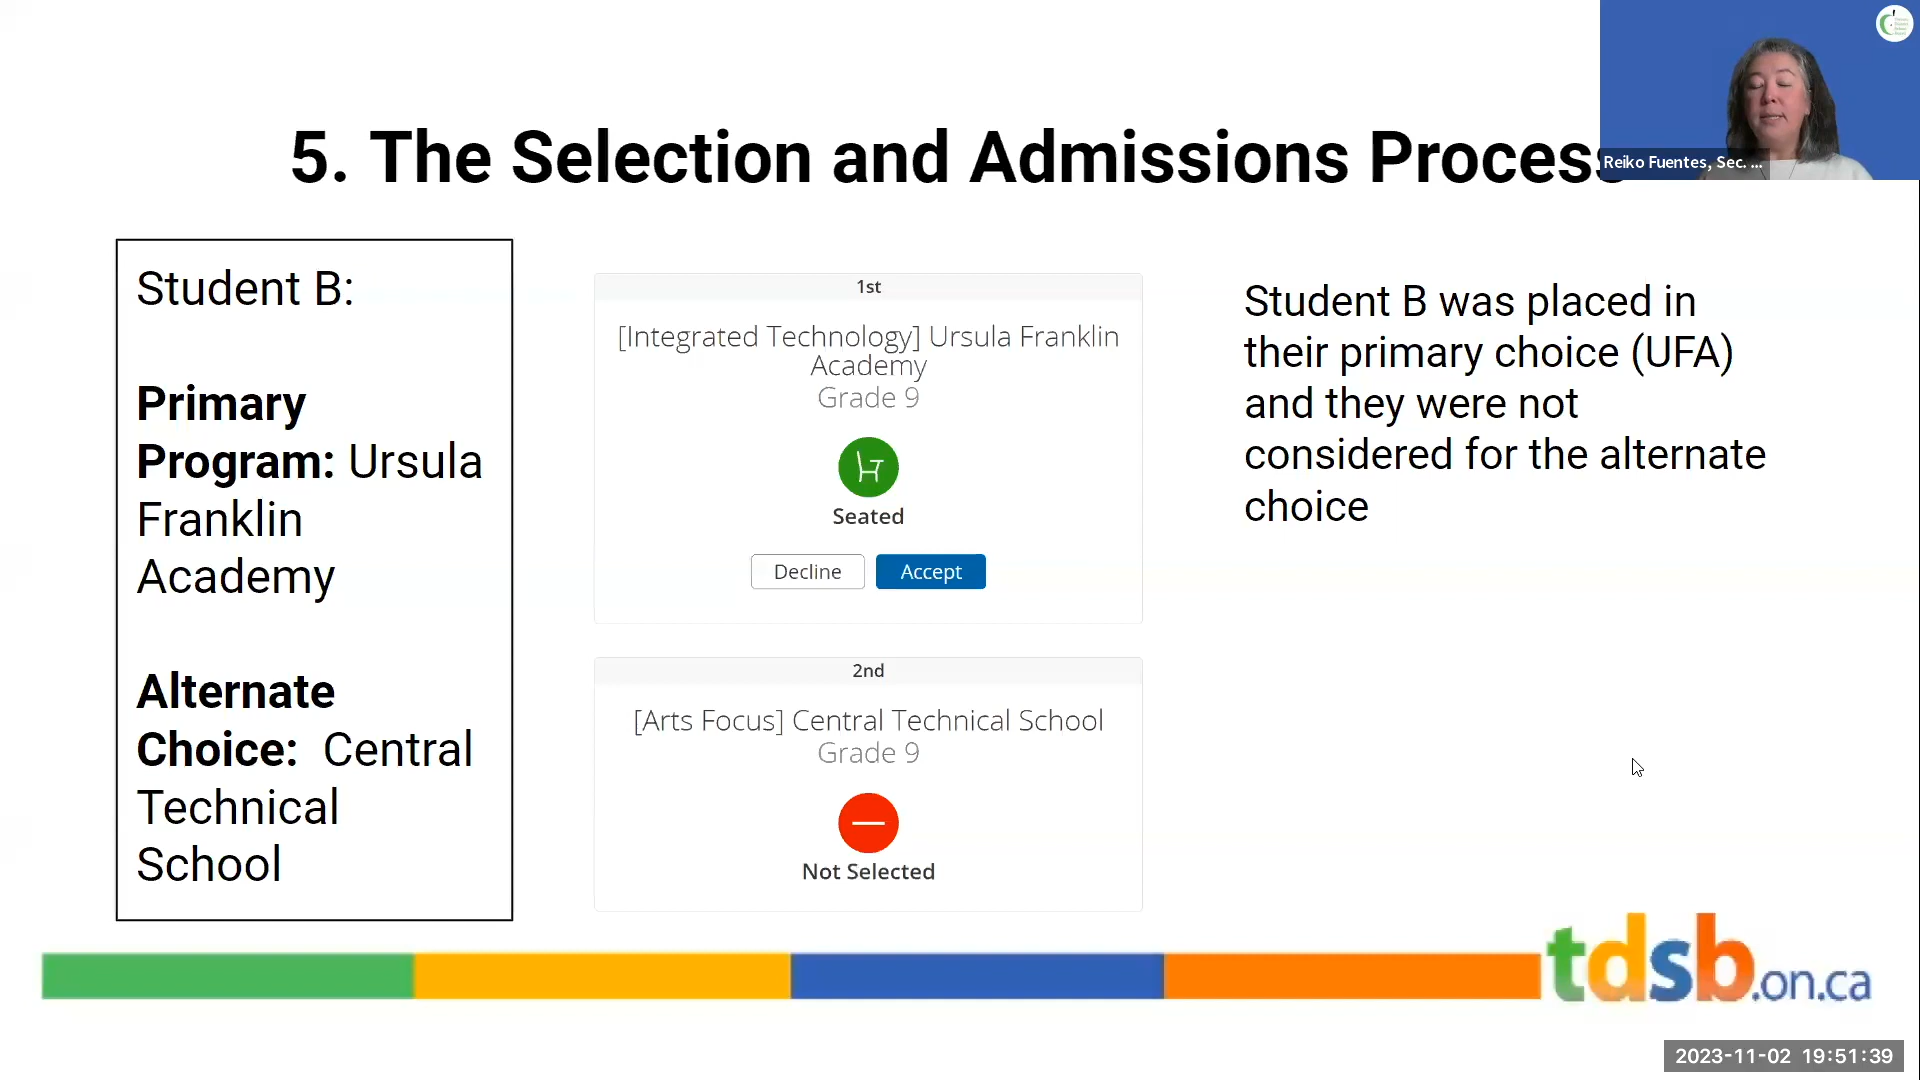 5. The Selection and Admissions Process
Reiko Fuentes, Sec. ...
Student B:
Primary
Program: Ursula
Franklin
Academy
Alternate
Choice: Central
Technical
School
1st
[Integrated Technology] Ursula Franklin
Academy
Grade 9
Seated
Decline
Accept
2nd
[Arts Focus] Central Technical School
Grade 9
Not Selected
Student B was placed in
their primary choice (UFA)
and they were not
considered for the alternate
choice
tdsb.on.ca
2023-11-02 19:51:39